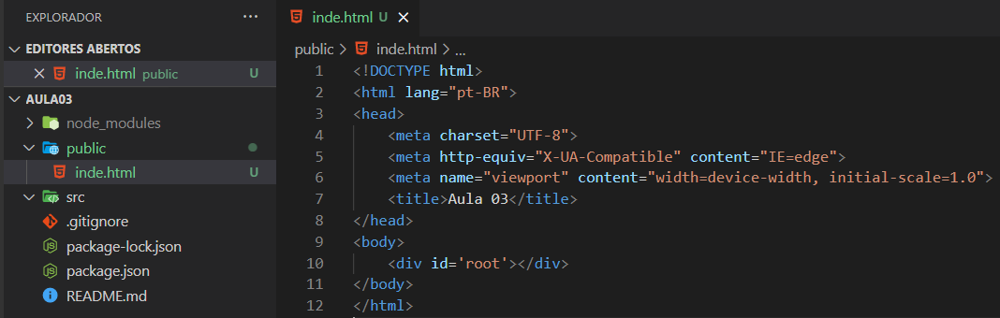 EXPLORADOR
EDITORES ABERTOS
inde.html public U
AULA03
node_modules
public
inde.html U
src
.gitignore
package-lock.json
package.json
README.md
inde.html U
public > inde.html > ...
1 <!DOCTYPE html>
2 <html lang="pt-BR">
3 <head>
4 <meta charset="UTF-8">
5 <meta http-equiv="X-UA-Compatible" content="IE=edge">
6 <meta name="viewport" content="width=device-width, initial-scale=1.0">
7 <title>Aula 03</title>
8 </head>
9 <body>
10 <div id='root'></div>
11 </body>
12 </html>